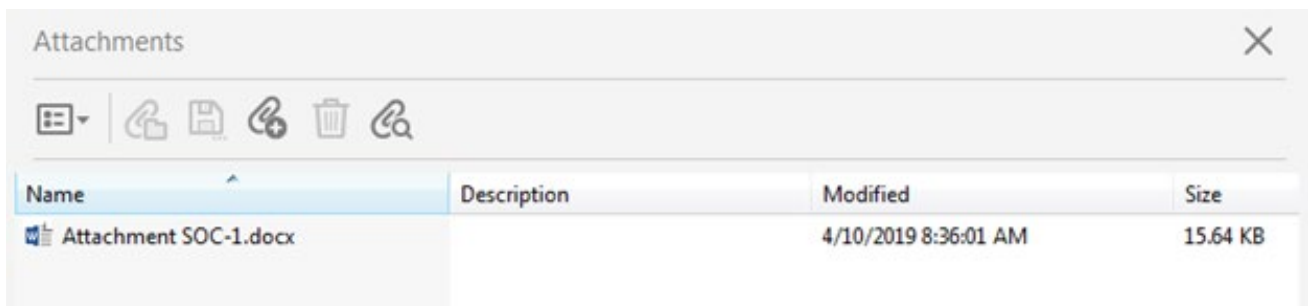 Attachments
Name Description Modified Size
Attachment SOC-1.docx 4/10/2019 8:36:01 AM 15.64 KB